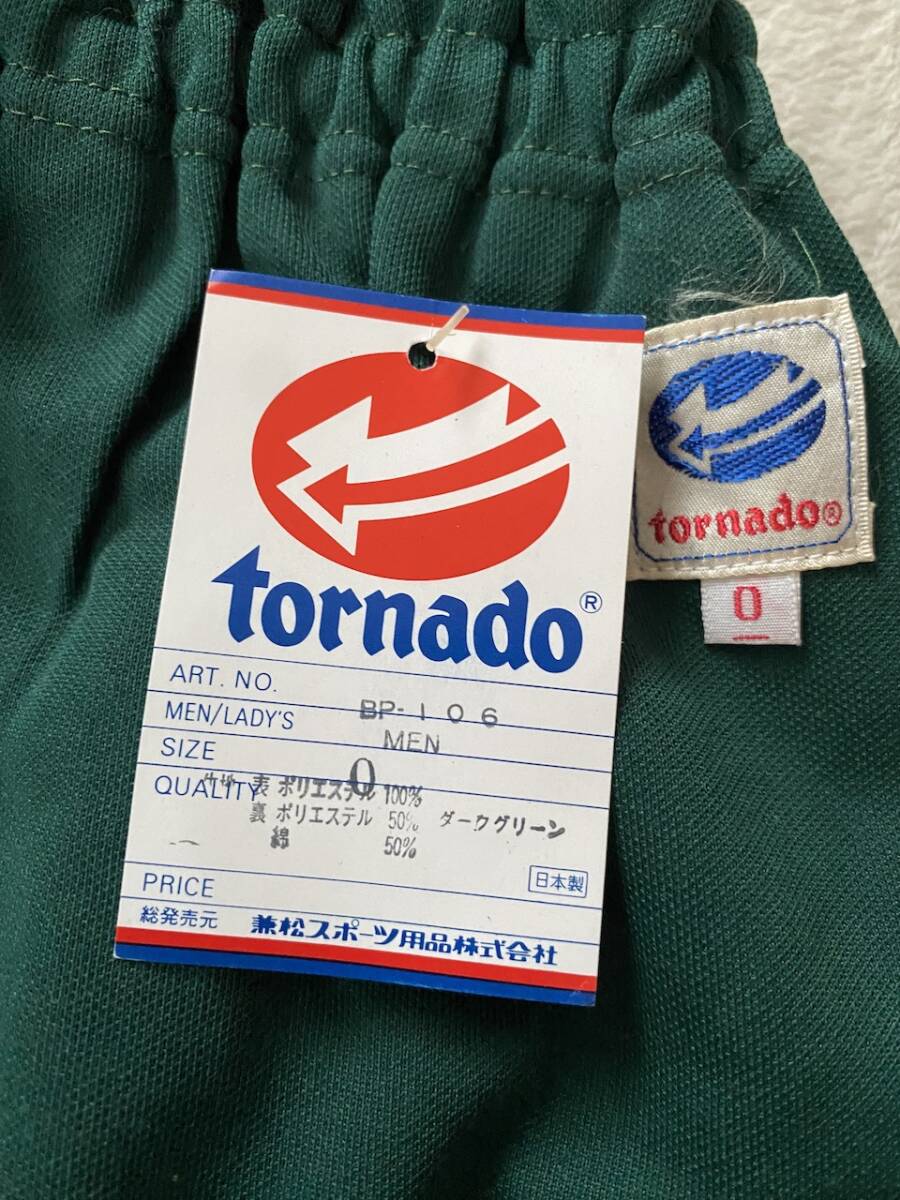 tornado®
ART. NO. BP-106
MEN/LADY'S MEN
SIZE 0
QUALITY 表 ポリエステル 100%
裏 ポリエステル 50% ダークグリーン
綿 50%
PRICE 日本製
総発売元 兼松スポーツ用品株式会社
tornado®
0